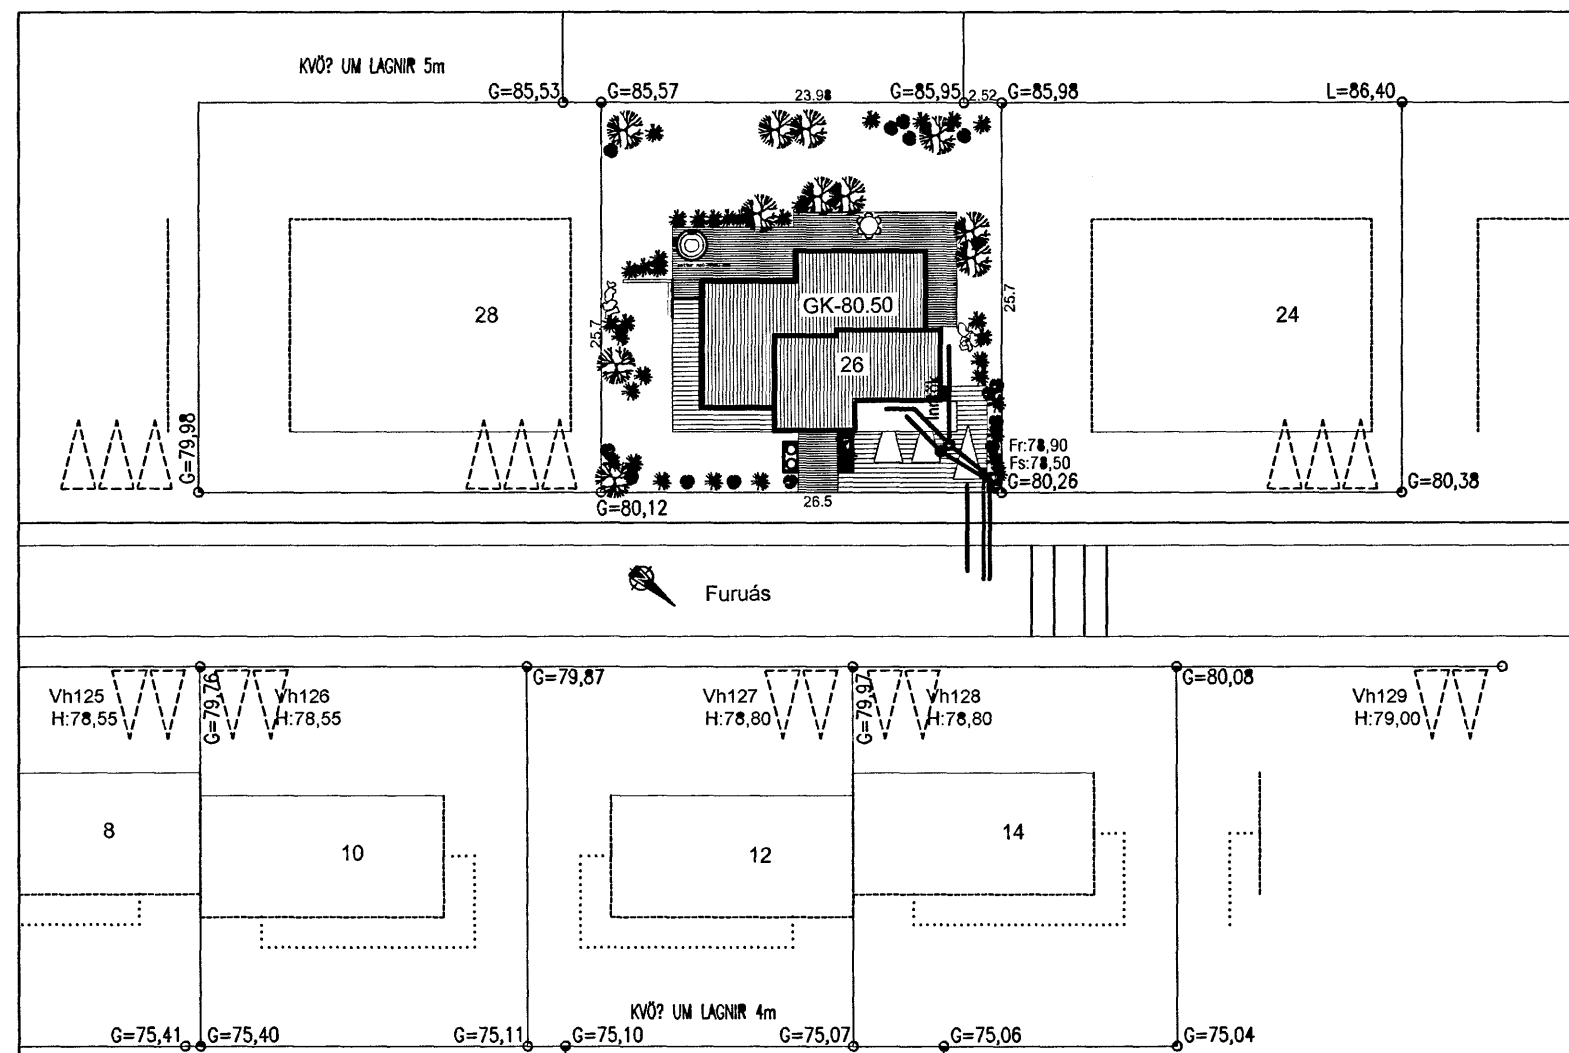 KVÖ? UM LAGNIR 5m
G=85,53
G=85,57
23.98
G=85,95
2.52
G=85,98
L=86,40
28
25.7
GK-80.50
26
25.7
24
Inntök
G=79,98
Fr:78,90
Fs:78,50
G=80,26
G=80,38
G=80,12
26.5
Furuás
Vh125
H:78,55
G=79,76
Vh126
H:78,55
G=79,87
Vh127
H:78,80
G=79,97
Vh128
H:78,80
G=80,08
Vh129
H:79,00
8
10
12
14
KVÖ? UM LAGNIR 4m
G=75,41
G=75,40
G=75,11
G=75,10
G=75,07
G=75,06
G=75,04